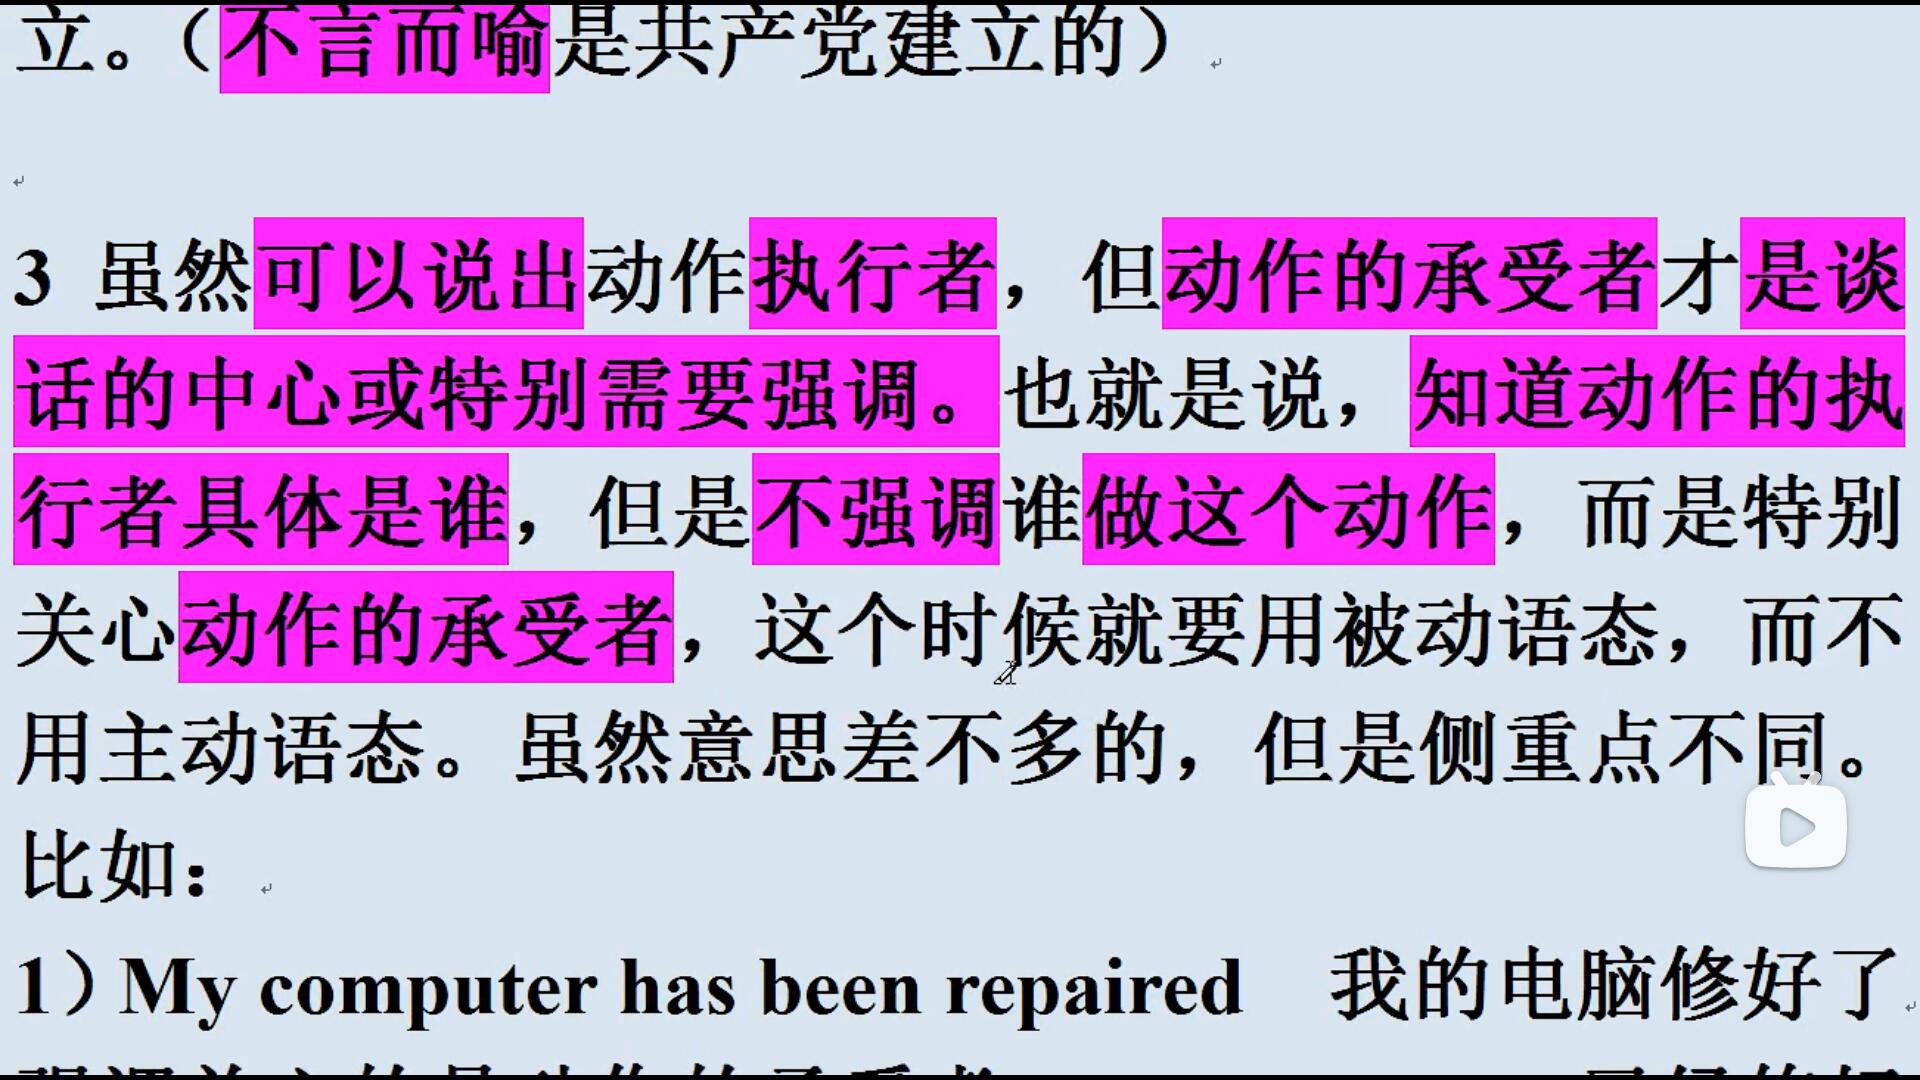 立。（不言而喻是共产党建立的）
3 虽然可以说出动作执行者，但动作的承受者才是谈
话的中心或特别需要强调。也就是说，知道动作的执
行者具体是谁，但是不强调谁做这个动作，而是特别
关心动作的承受者，这个时候就要用被动语态，而不
用主动语态。虽然意思差不多的，但是侧重点不同。
比如：
1）My computer has been repaired 我的电脑修好了